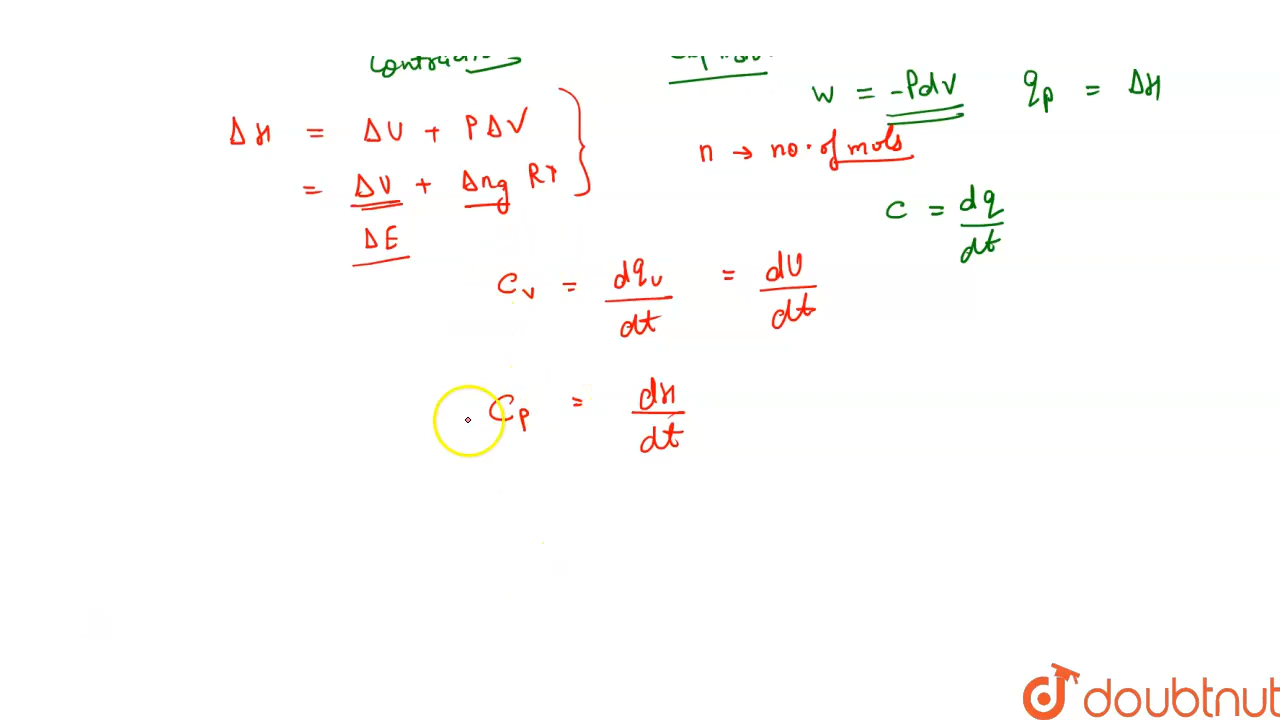 w = -PdV   qp = ΔH
ΔH = ΔU + PΔV
n → no. of mols
= ΔU + Δng RT
ΔE
c = dq/dt
Cv = dqv/dt = dU/dt
Cp = dH/dt
doubtnut